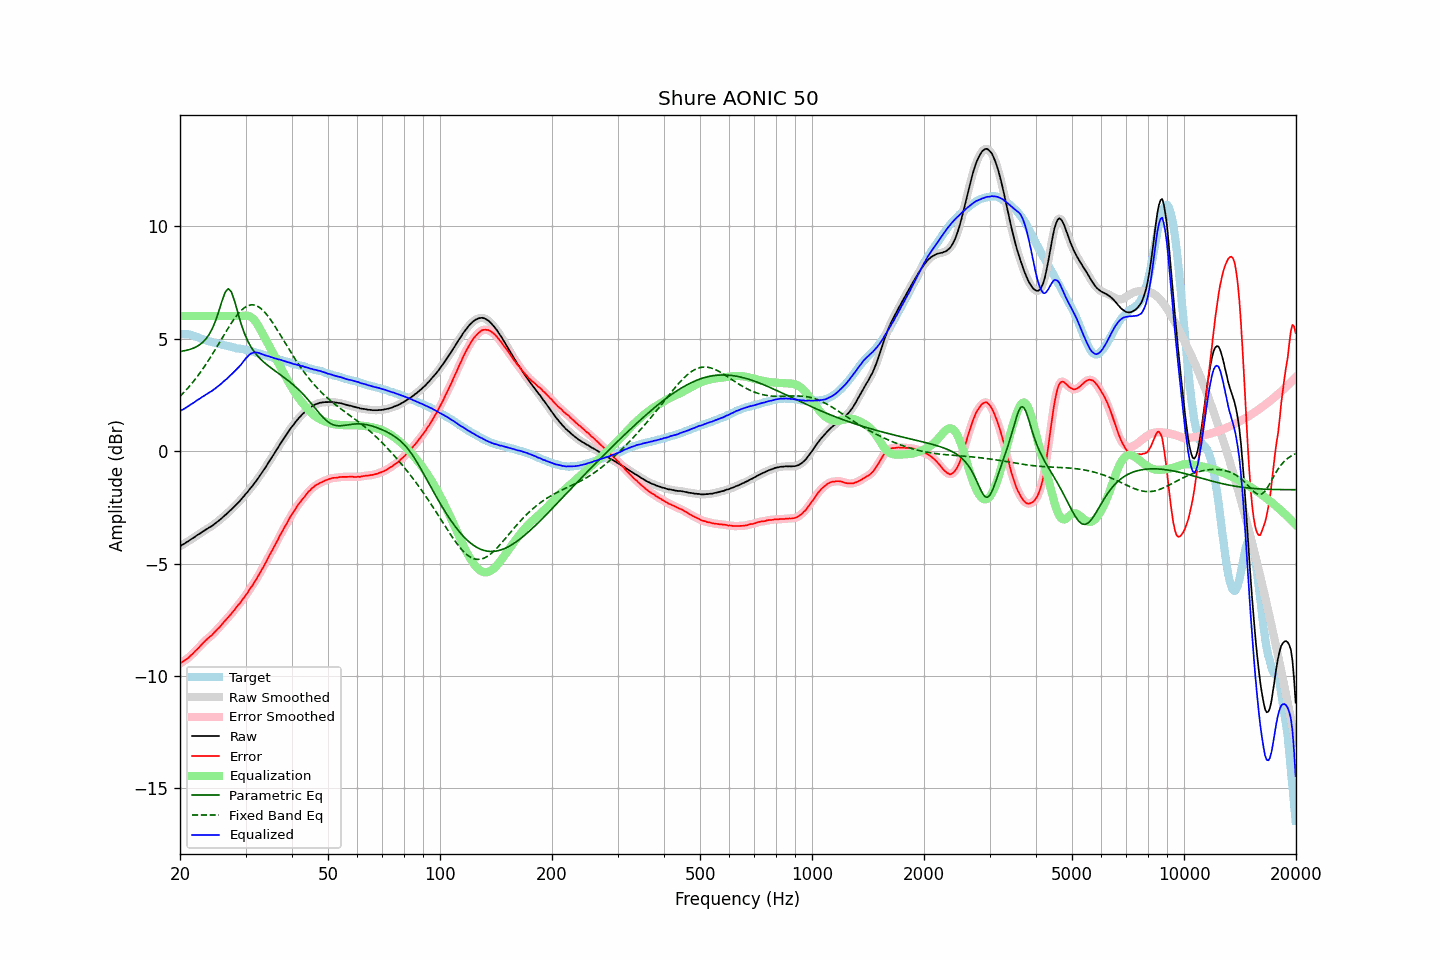 Shure AONIC 50
Amplitude (dBr)
10
5
0
−5
−10
−15
Target
Raw Smoothed
Error Smoothed
Raw
Error
Equalization
Parametric Eq
Fixed Band Eq
Equalized
20 50 100 200 500 1000 2000 5000 10000 20000
Frequency (Hz)